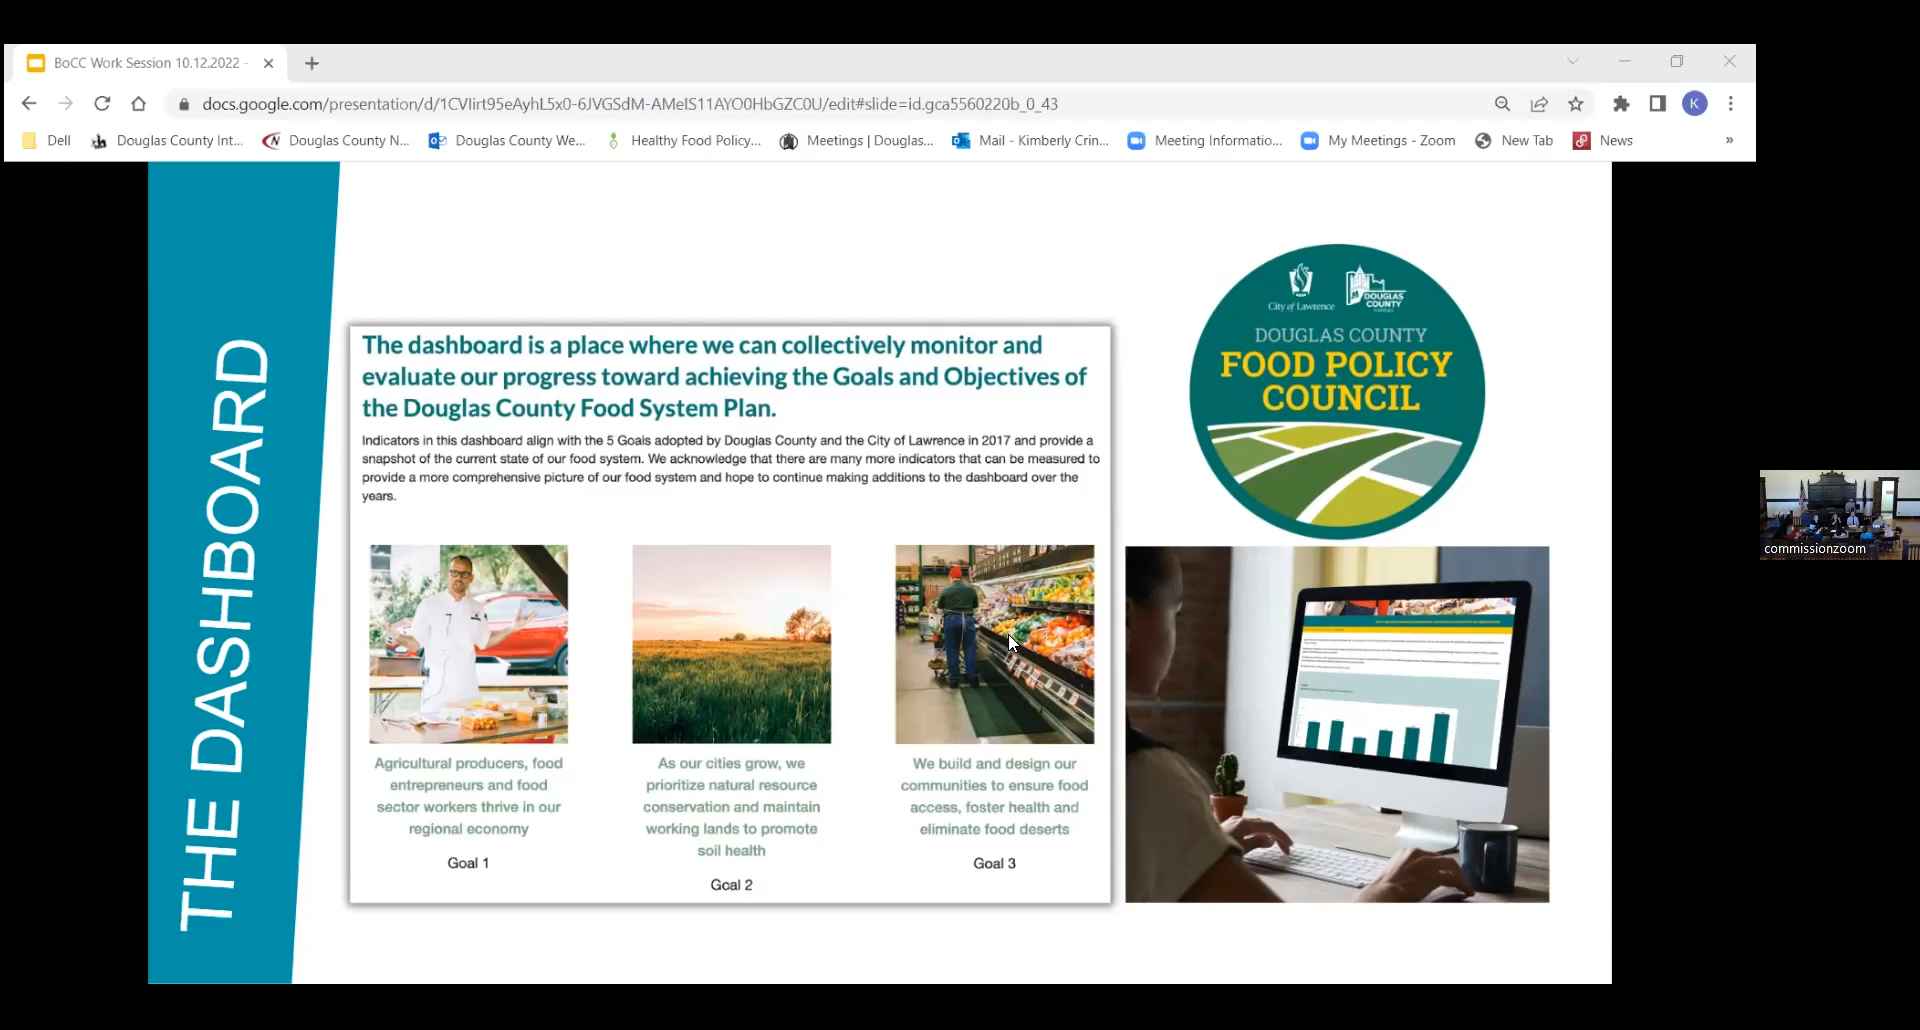 BoCC Work Session 10.12.2022 -
docs.google.com/presentation/d/1CVIirt95eAyhL5x0-6JVGSdM-AMeIS11AYO0HbGZC0U/edit#slide=id.gca5560220b_0_43
K
Dell
Douglas County Int...
Douglas County N...
Douglas County We...
Healthy Food Policy...
Meetings | Douglas...
Mail - Kimberly Crin...
Meeting Informatio...
My Meetings - Zoom
New Tab
News
»
THE DASHBOARD
The dashboard is a place where we can collectively monitor and
evaluate our progress toward achieving the Goals and Objectives of
the Douglas County Food System Plan.
Indicators in this dashboard align with the 5 Goals adopted by Douglas County and the City of Lawrence in 2017 and provide a
snapshot of the current state of our food system. We acknowledge that there are many more indicators that can be measured to
provide a more comprehensive picture of our food system and hope to continue making additions to the dashboard over the
years.
Agricultural producers, food
entrepreneurs and food
sector workers thrive in our
regional economy
Goal 1
As our cities grow, we
prioritize natural resource
conservation and maintain
working lands to promote
soil health
Goal 2
We build and design our
communities to ensure food
access, foster health and
eliminate food deserts
Goal 3
City of Lawrence
DOUGLAS
COUNTY
KANSAS
DOUGLAS COUNTY
FOOD POLICY
COUNCIL
commissionzoom